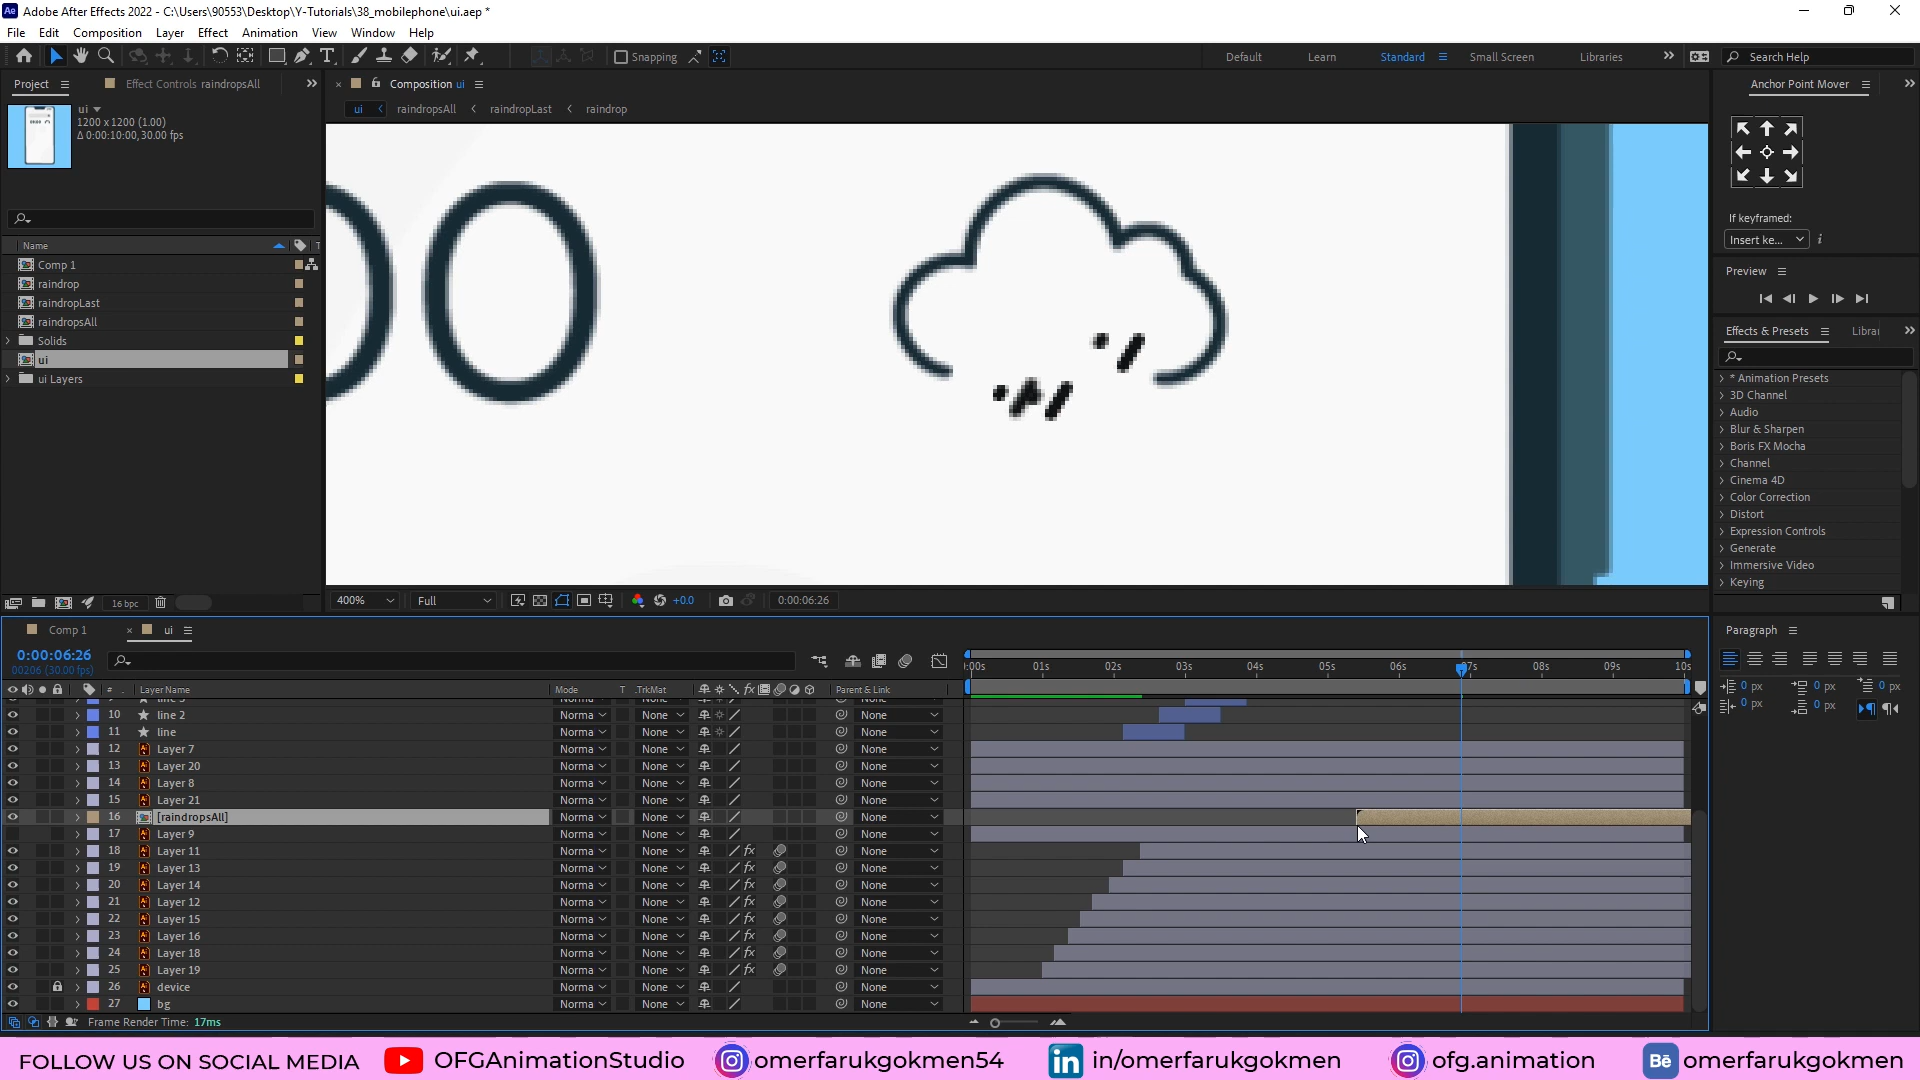 Adobe After Effects 2022 - C:\Users\90553\Desktop\Y-Tutorials\38_mobilephone\ui.aep *
File Edit Composition Layer Effect Animation View Window Help
Snapping Default Learn Standard Small Screen Libraries Search Help
Project Effect Controls raindropsAll Composition ui Anchor Point Mover
ui
1200 x 1200 (1.00)
Δ 0:00:10:00, 30.00 fps
ui raindropsAll raindropLast raindrop
If keyframed:
Insert ke...
Name
Comp 1
raindrop
raindropLast
raindropsAll
Solids
ui
ui Layers
Preview
Effects & Presets Librai
* Animation Presets
3D Channel
Audio
Blur & Sharpen
Boris FX Mocha
Channel
Cinema 4D
Color Correction
Distort
Expression Controls
Generate
Immersive Video
Keying
16 bpc 400% Full +0.0 0:00:06:26
Comp 1 ui
0:00:06:26
00206 (30.00 fps)
# Layer Name Mode T .TrkMat Parent & Link
:00s 01s 02s 03s 04s 05s 06s 07s 08s 09s 10s
10 line 2 Norma None None
11 line Norma None None
12 Layer 7 Norma None None
13 Layer 20 Norma None None
14 Layer 8 Norma None None
15 Layer 21 Norma None None
16 [raindropsAll] Norma None None
17 Layer 9 Norma None None
18 Layer 11 Norma None None
19 Layer 13 Norma None None
20 Layer 14 Norma None None
21 Layer 12 Norma None None
22 Layer 15 Norma None None
23 Layer 16 Norma None None
24 Layer 18 Norma None None
25 Layer 19 Norma None None
26 device Norma None None
27 bg Norma None None
Frame Render Time: 17ms
Paragraph
0 px 0 px 0 px
0 px 0 px
FOLLOW US ON SOCIAL MEDIA OFGAnimationStudio omerfarukgokmen54 in/omerfarukgokmen ofg.animation Bē omerfarukgokmen